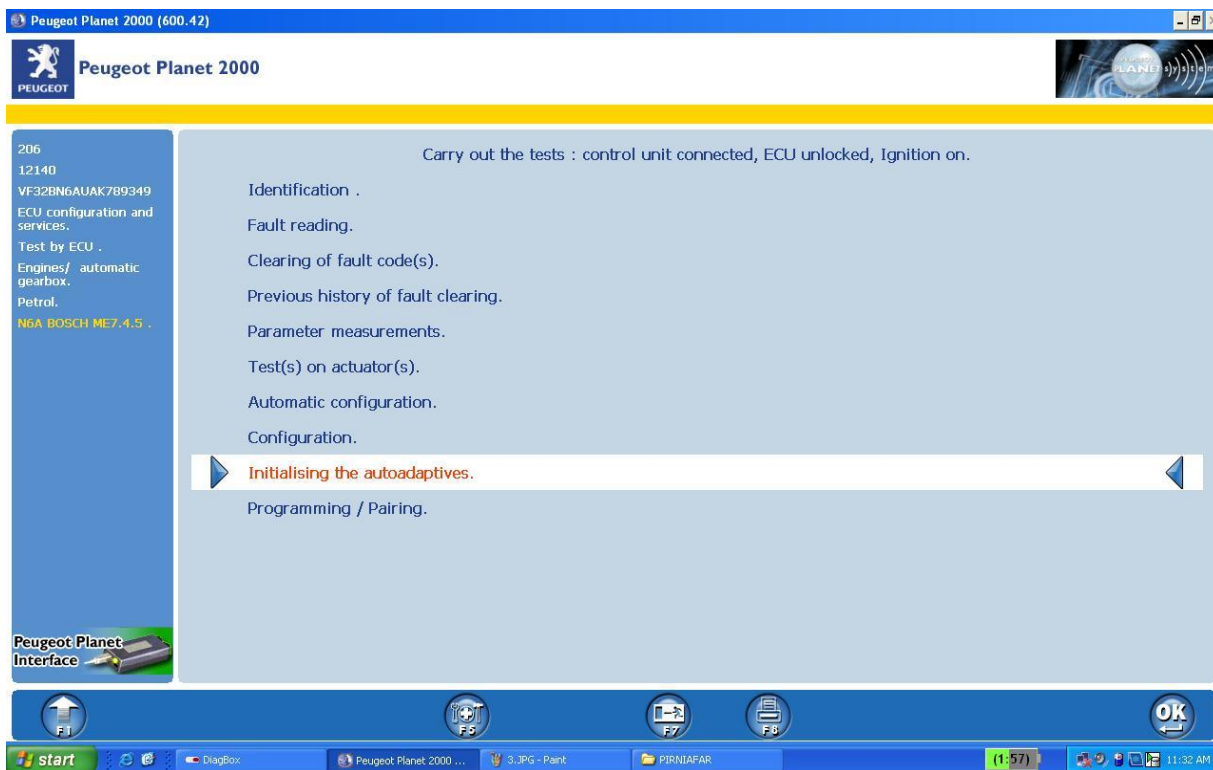 Peugeot Planet 2000 (600.42)
PEUGEOT
Peugeot Planet 2000
PLANET s)y)s)t)e)m
206
12140
VF32BN6AUAK789349
ECU configuration and
services.
Test by ECU .
Engines/ automatic
gearbox.
Petrol.
N6A BOSCH ME7.4.5 .
Carry out the tests : control unit connected, ECU unlocked, Ignition on.
Identification .
Fault reading.
Clearing of fault code(s).
Previous history of fault clearing.
Parameter measurements.
Test(s) on actuator(s).
Automatic configuration.
Configuration.
Initialising the autoadaptives.
Programming / Pairing.
Peugeot Planet
Interface
F1
F5
F7
F8
OK
start
DiagBox
Peugeot Planet 2000 ...
3.JPG - Paint
PIRNIAFAR
(1:57)
11:32 AM